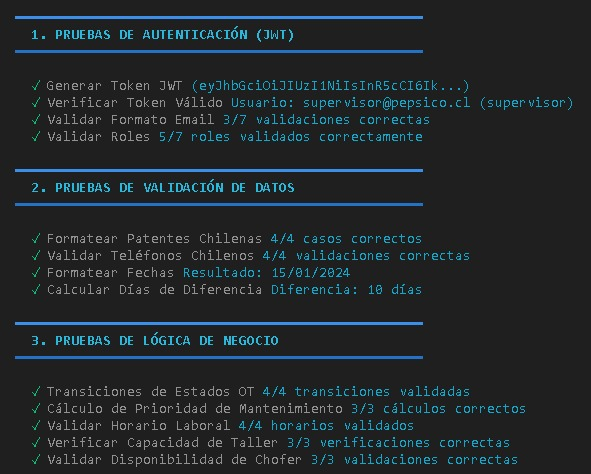 1. PRUEBAS DE AUTENTICACIÓN (JWT)
✓ Generar Token JWT (eyJhbGciOiJIUzI1NiIsInR5cCI6Ik...)
✓ Verificar Token Válido Usuario: supervisor@pepsico.cl (supervisor)
✓ Validar Formato Email 3/7 validaciones correctas
✓ Validar Roles 5/7 roles validados correctamente
2. PRUEBAS DE VALIDACIÓN DE DATOS
✓ Formatear Patentes Chilenas 4/4 casos correctos
✓ Validar Teléfonos Chilenos 4/4 validaciones correctas
✓ Formatear Fechas Resultado: 15/01/2024
✓ Calcular Días de Diferencia Diferencia: 10 días
3. PRUEBAS DE LÓGICA DE NEGOCIO
✓ Transiciones de Estados OT 4/4 transiciones validadas
✓ Cálculo de Prioridad de Mantenimiento 3/3 cálculos correctos
✓ Validar Horario Laboral 4/4 horarios validados
✓ Verificar Capacidad de Taller 3/3 verificaciones correctas
✓ Validar Disponibilidad de Chofer 3/3 validaciones correctas